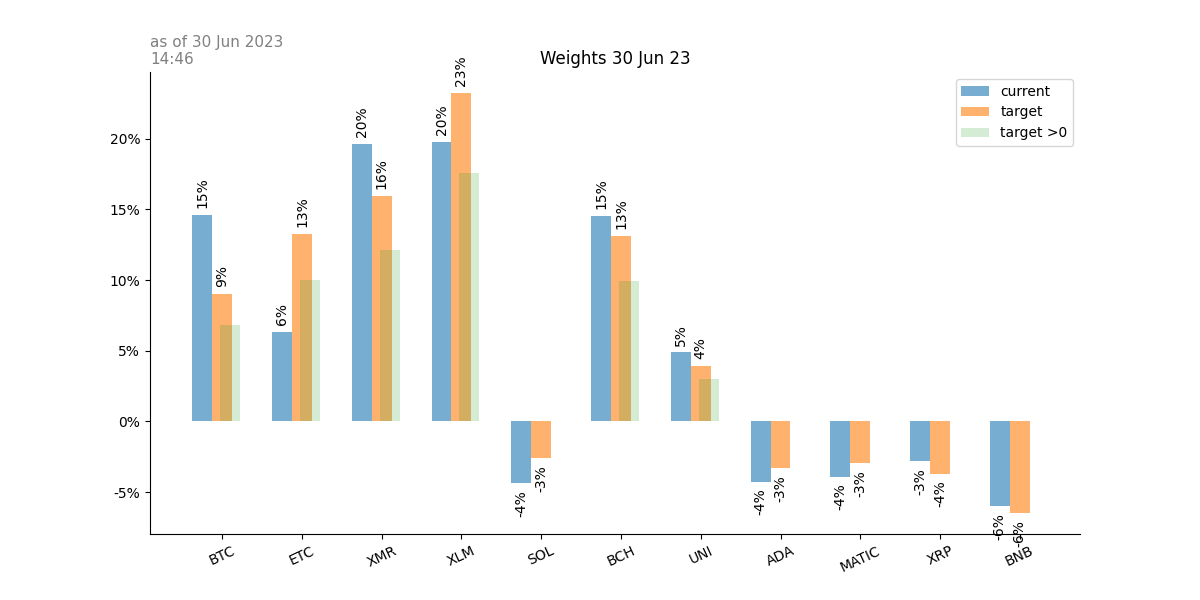 as of 30 Jun 2023
14:46
Weights 30 Jun 23
current
target
target >0
20%
15%
10%
5%
0%
-5%
15%
9%
6%
13%
20%
16%
20%
23%
-4%
-3%
15%
13%
5%
4%
-4%
-3%
-4%
-3%
-3%
-4%
-6%
-6%
BTC
ETC
XMR
XLM
SOL
BCH
UNI
ADA
MATIC
XRP
BNB